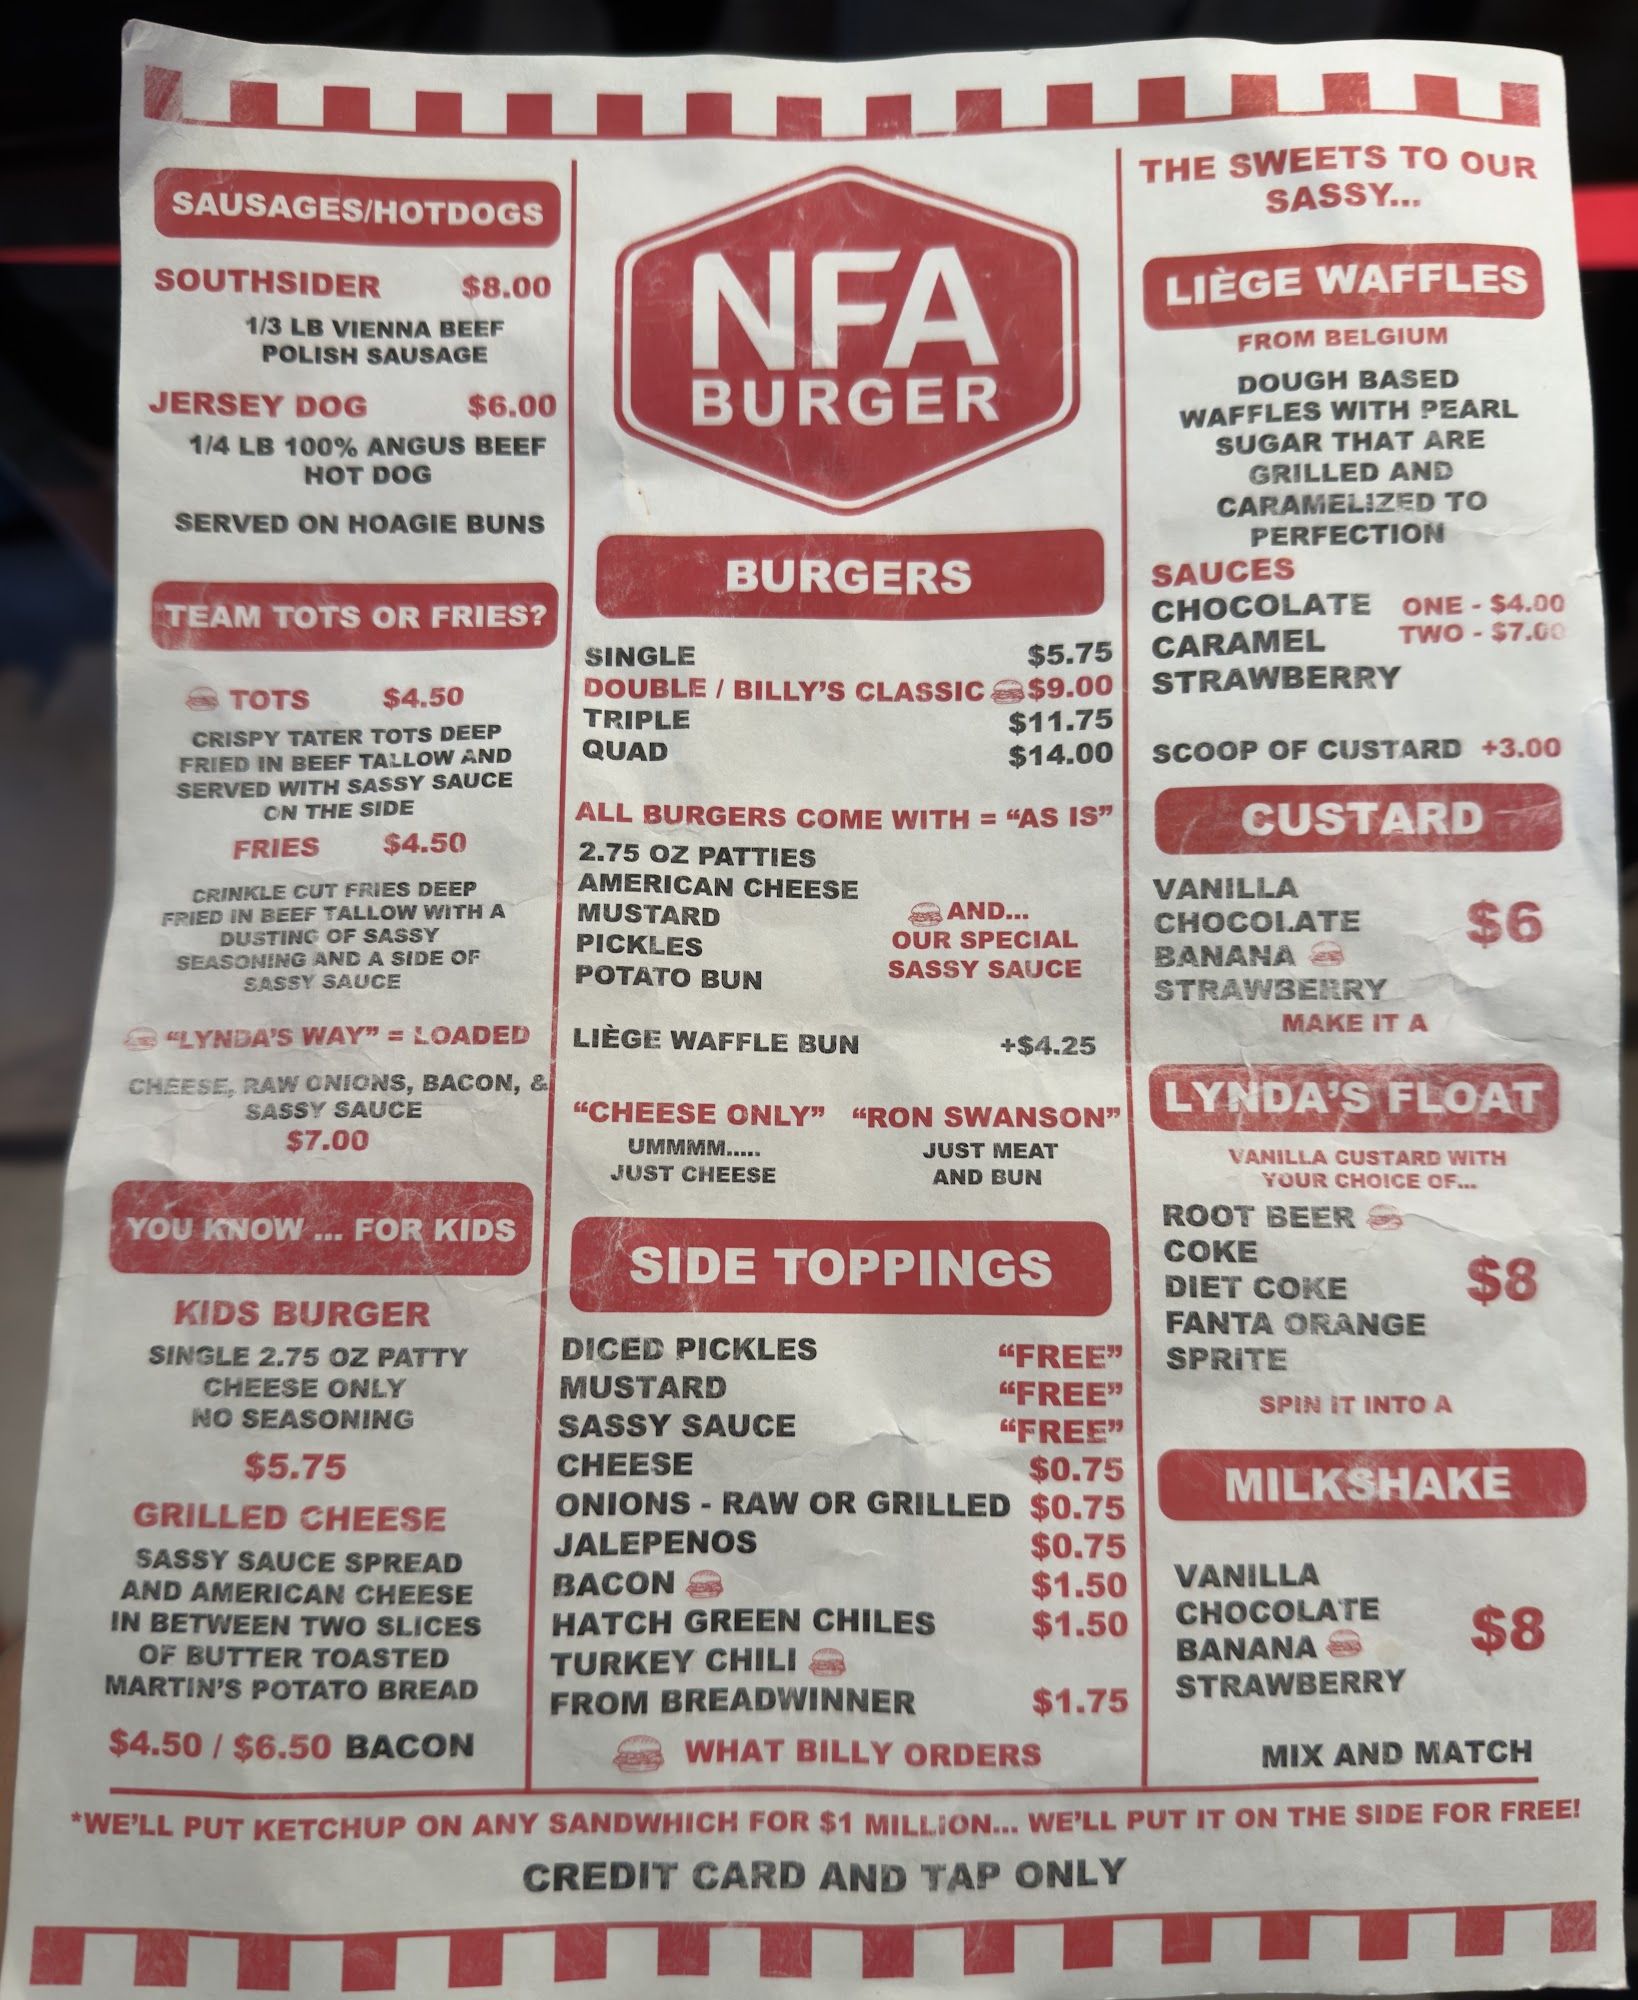 SAUSAGES/HOTDOGS
SOUTHSIDER $8.00
1/3 LB VIENNA BEEF
POLISH SAUSAGE
JERSEY DOG $6.00
1/4 LB 100% ANGUS BEEF
HOT DOG
SERVED ON HOAGIE BUNS
TEAM TOTS OR FRIES?
TOTS $4.50
CRISPY TATER TOTS DEEP
FRIED IN BEEF TALLOW AND
SERVED WITH SASSY SAUCE
ON THE SIDE
FRIES $4.50
CRINKLE CUT FRIES DEEP
FRIED IN BEEF TALLOW WITH A
DUSTING OF SASSY
SEASONING AND A SIDE OF
SASSY SAUCE
"LYNDA'S WAY" = LOADED
CHEESE, RAW ONIONS, BACON, &
SASSY SAUCE
$7.00
YOU KNOW ... FOR KIDS
KIDS BURGER
SINGLE 2.75 OZ PATTY
CHEESE ONLY
NO SEASONING
$5.75
GRILLED CHEESE
SASSY SAUCE SPREAD
AND AMERICAN CHEESE
IN BETWEEN TWO SLICES
OF BUTTER TOASTED
MARTIN'S POTATO BREAD
$4.50 / $6.50 BACON
NFA
BURGER
BURGERS
SINGLE $5.75
DOUBLE / BILLY'S CLASSIC $9.00
TRIPLE $11.75
QUAD $14.00
ALL BURGERS COME WITH = "AS IS"
2.75 OZ PATTIES
AMERICAN CHEESE
MUSTARD
PICKLES
POTATO BUN
AND...
OUR SPECIAL
SASSY SAUCE
LIÈGE WAFFLE BUN +$4.25
"CHEESE ONLY"
UMMMM.....
JUST CHEESE
"RON SWANSON"
JUST MEAT
AND BUN
SIDE TOPPINGS
DICED PICKLES "FREE"
MUSTARD "FREE"
SASSY SAUCE "FREE"
CHEESE $0.75
ONIONS - RAW OR GRILLED $0.75
JALEPENOS $0.75
BACON $1.50
HATCH GREEN CHILES $1.50
TURKEY CHILI
FROM BREADWINNER $1.75
WHAT BILLY ORDERS
THE SWEETS TO OUR
SASSY...
LIÈGE WAFFLES
FROM BELGIUM
DOUGH BASED
WAFFLES WITH PEARL
SUGAR THAT ARE
GRILLED AND
CARAMELIZED TO
PERFECTION
SAUCES
CHOCOLATE ONE - $4.00
CARAMEL TWO - $7.00
STRAWBERRY
SCOOP OF CUSTARD +3.00
CUSTARD
VANILLA
CHOCOLATE $6
BANANA
STRAWBERRY
MAKE IT A
LYNDA'S FLOAT
VANILLA CUSTARD WITH
YOUR CHOICE OF...
ROOT BEER
COKE
DIET COKE $8
FANTA ORANGE
SPRITE
SPIN IT INTO A
MILKSHAKE
VANILLA
CHOCOLATE $8
BANANA
STRAWBERRY
MIX AND MATCH
*WE'LL PUT KETCHUP ON ANY SANDWHICH FOR $1 MILLION... WE'LL PUT IT ON THE SIDE FOR FREE!
CREDIT CARD AND TAP ONLY